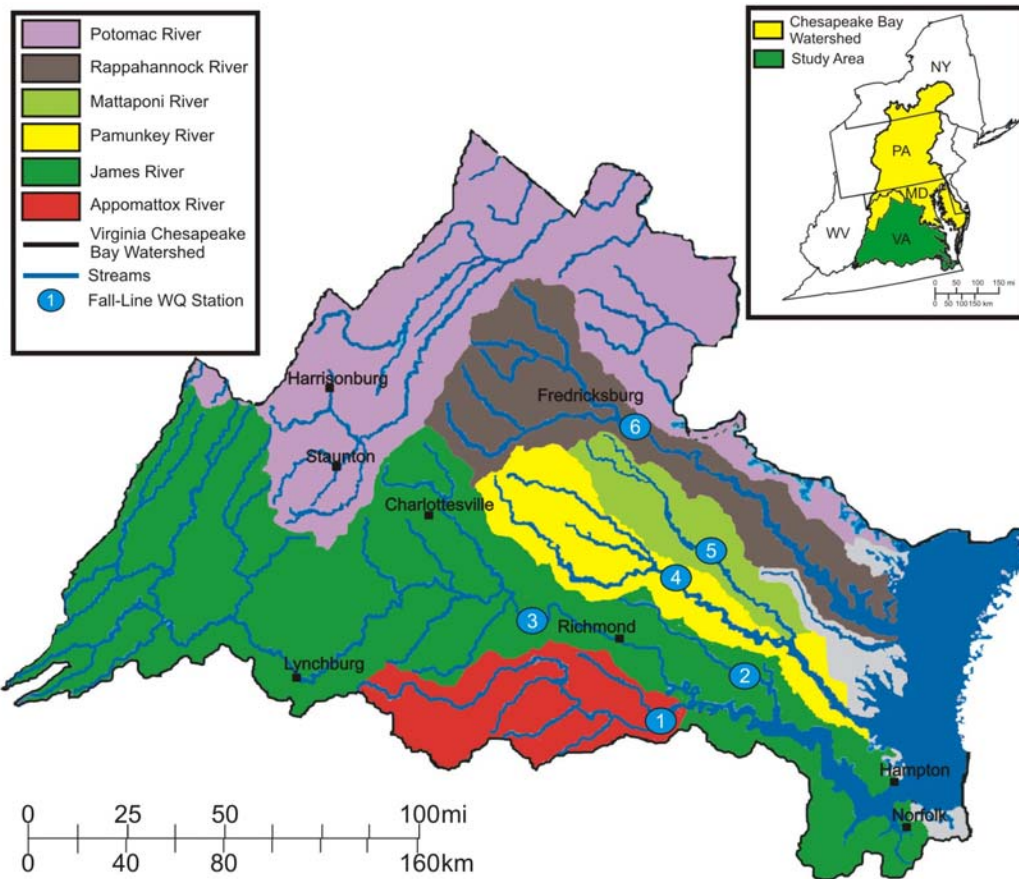 Potomac River
Rappahannock River
Mattaponi River
Pamunkey River
James River
Appomattox River
Virginia Chesapeake
Bay Watershed
Streams
1 Fall-Line WQ Station
Chesapeake Bay
Watershed
Study Area
NY
PA
MD
WV
VA
0 50 100 150 mi
0 50 100 150 km
Harrisonburg
Fredricksburg
6
Staunton
Charlottesville
5
4
3
Richmond
Lynchburg
2
1
Hampton
Norfolk
0 25 50 100mi
0 40 80 160km